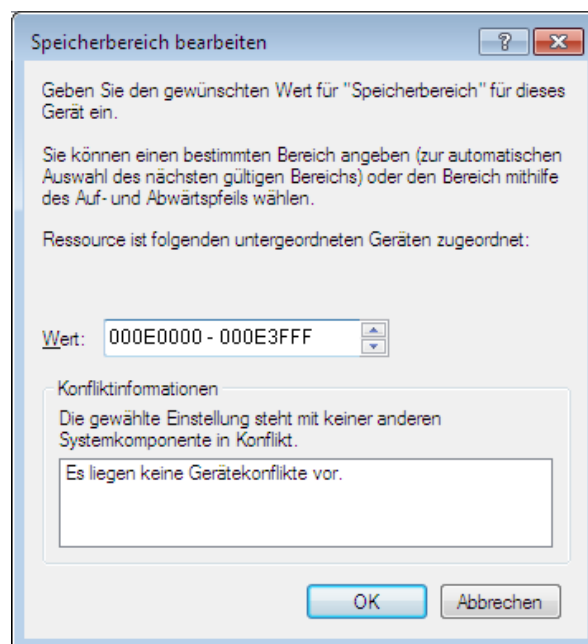 Speicherbereich bearbeiten
Geben Sie den gewünschten Wert für "Speicherbereich" für dieses
Gerät ein.
Sie können einen bestimmten Bereich angeben (zur automatischen
Auswahl des nächsten gültigen Bereichs) oder den Bereich mithilfe
des Auf- und Abwärtspfeils wählen.
Ressource ist folgenden untergeordneten Geräten zugeordnet:
Wert: 000E0000 - 000E3FFF
Konfliktinformationen
Die gewählte Einstellung steht mit keiner anderen
Systemkomponente in Konflikt.
Es liegen keine Gerätekonflikte vor.
OK Abbrechen